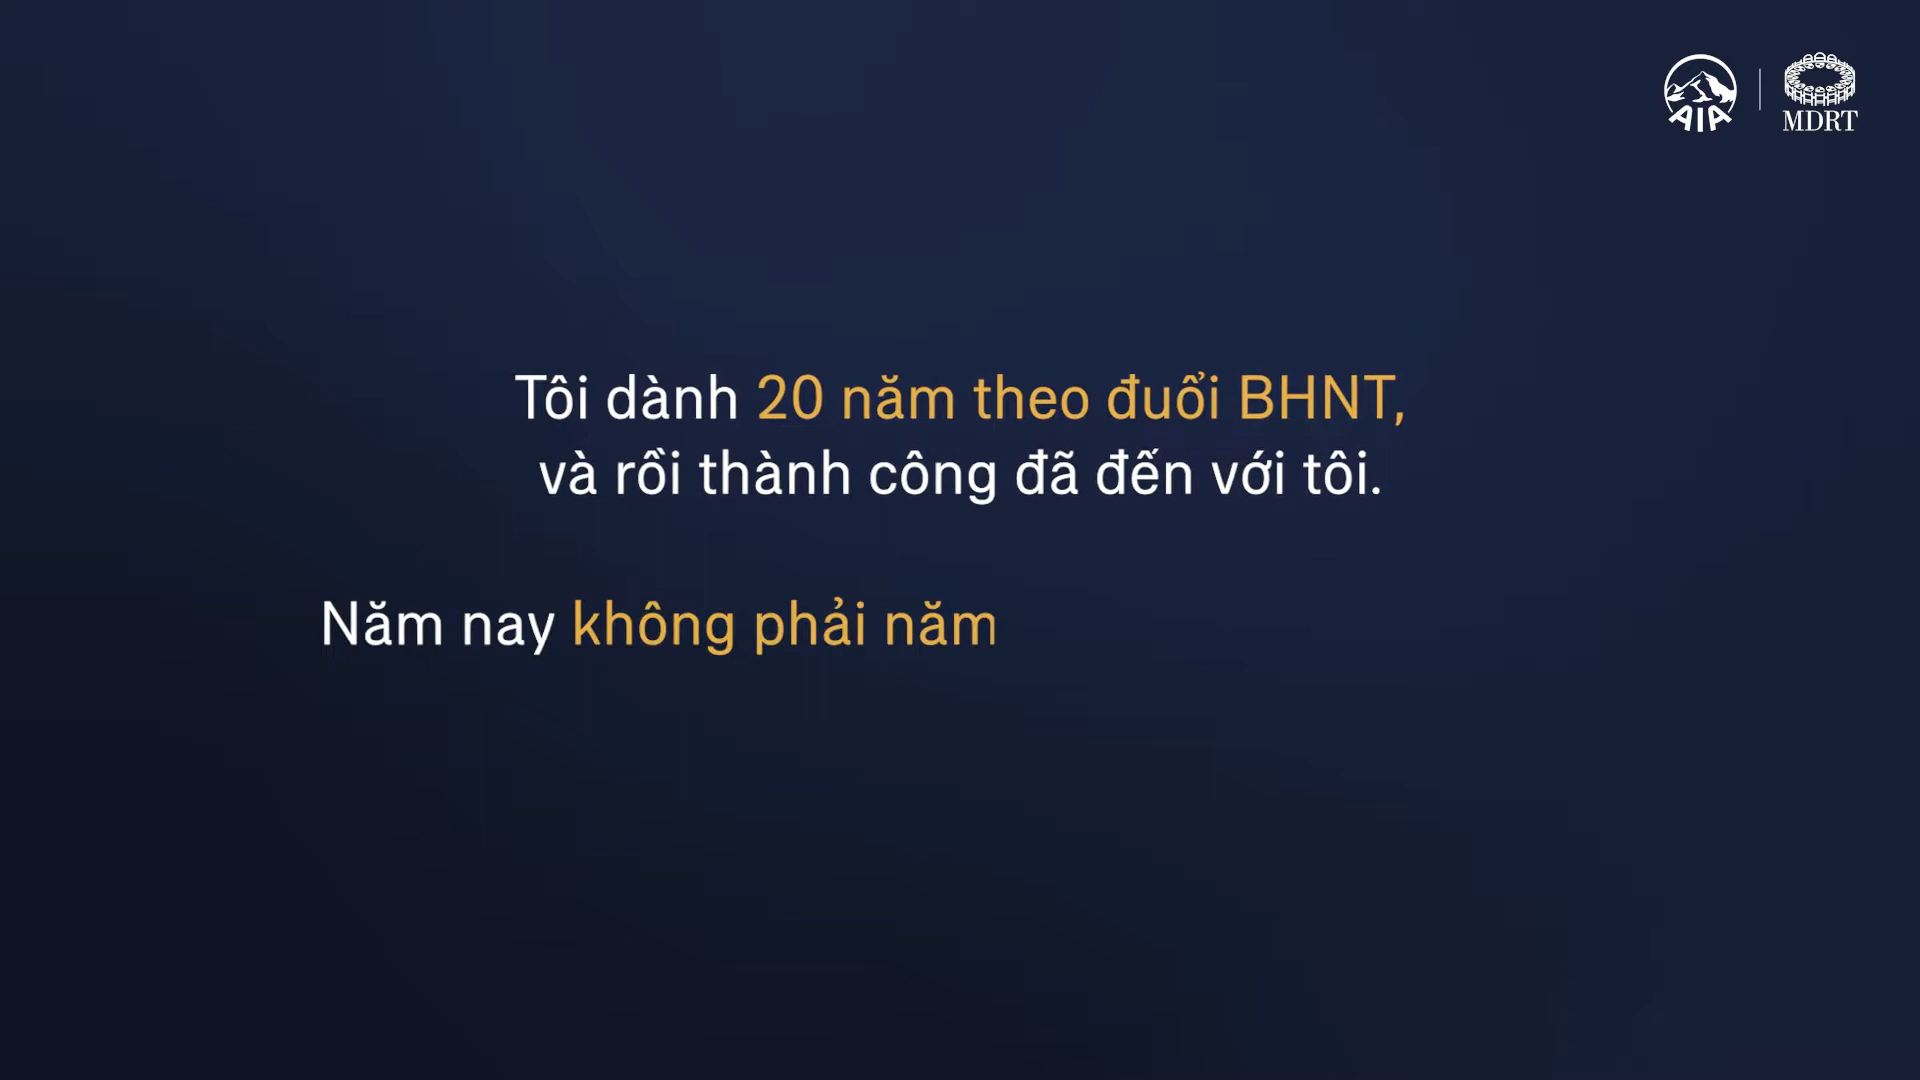 AIA
MDRT
Tôi dành 20 năm theo đuổi BHNT,
và rồi thành công đã đến với tôi.
Năm nay không phải năm